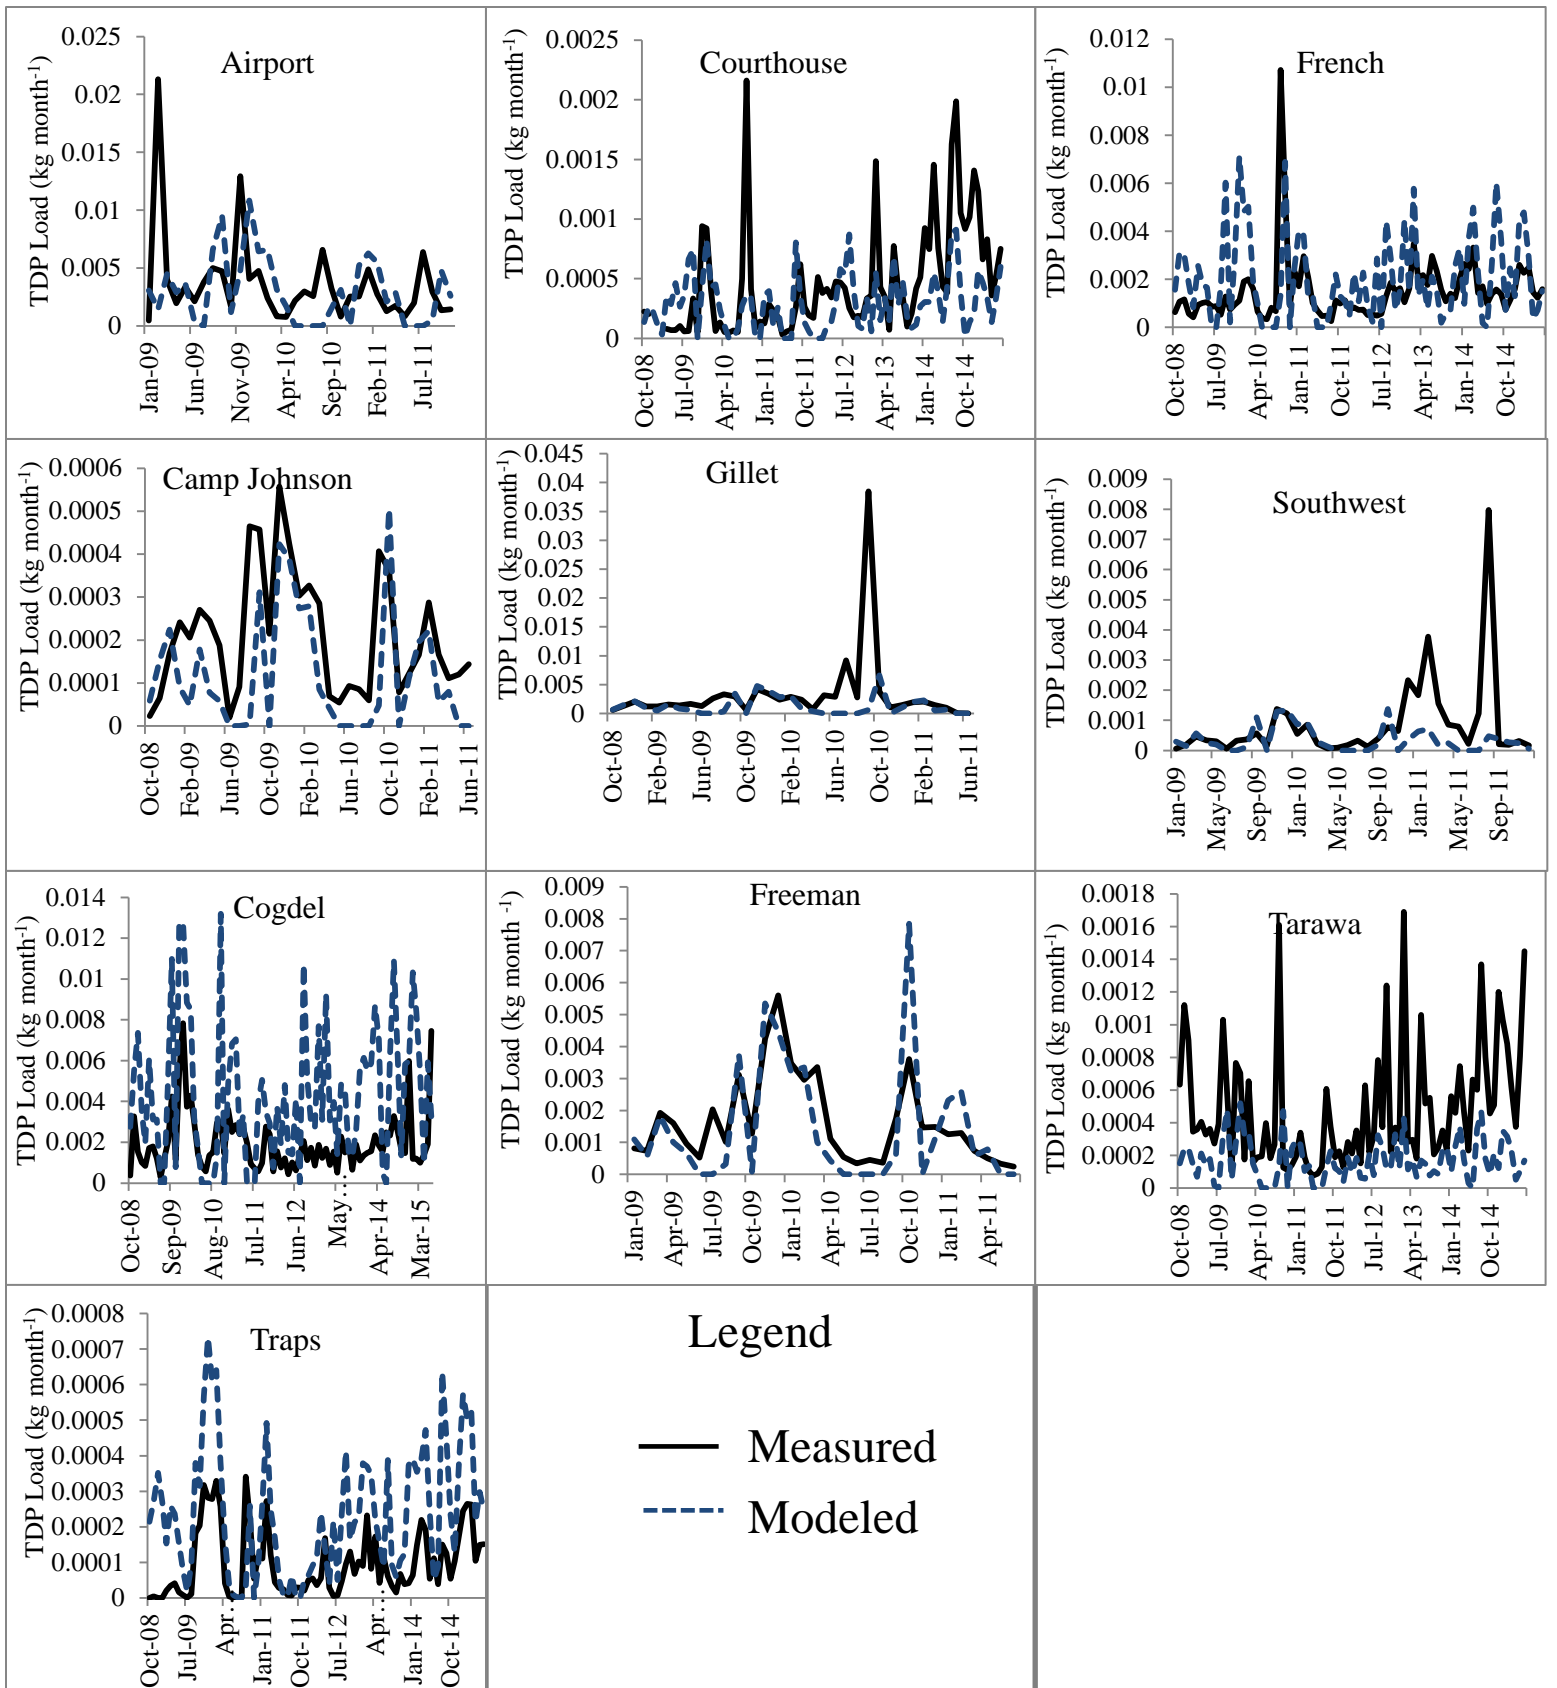 Airport
TDP Load (kg month-1)
0.025
0.02
0.015
0.01
0.005
0
Jan-09
Jun-09
Nov-09
Apr-10
Sep-10
Feb-11
Jul-11
Courthouse
TDP Load (kg month-1)
0.0025
0.002
0.0015
0.001
0.0005
0
Oct-08
Jul-09
Apr-10
Jan-11
Oct-11
Jul-12
Apr-13
Jan-14
Oct-14
French
TDP Load (kg month-1)
0.012
0.01
0.008
0.006
0.004
0.002
0
Oct-08
Jul-09
Apr-10
Jan-11
Oct-11
Jul-12
Apr-13
Jan-14
Oct-14
Camp Johnson
TDP Load (kg month-1)
0.0006
0.0005
0.0004
0.0003
0.0002
0.0001
0
Oct-08
Feb-09
Jun-09
Oct-09
Feb-10
Jun-10
Oct-10
Feb-11
Jun-11
Gillet
TDP Load (kg month-1)
0.045
0.04
0.035
0.03
0.025
0.02
0.015
0.01
0.005
0
Oct-08
Feb-09
Jun-09
Oct-09
Feb-10
Jun-10
Oct-10
Feb-11
Jun-11
Southwest
TDP Load (kg month-1)
0.009
0.008
0.007
0.006
0.005
0.004
0.003
0.002
0.001
0
Jan-09
May-09
Sep-09
Jan-10
May-10
Sep-10
Jan-11
May-11
Sep-11
Cogdel
TDP Load (kg month-1)
0.014
0.012
0.01
0.008
0.006
0.004
0.002
0
Oct-08
Sep-09
Aug-10
Jul-11
Jun-12
May…
Apr-14
Mar-15
Freeman
TDP Load (kg month -1)
0.009
0.008
0.007
0.006
0.005
0.004
0.003
0.002
0.001
0
Jan-09
Apr-09
Jul-09
Oct-09
Jan-10
Apr-10
Jul-10
Oct-10
Jan-11
Apr-11
Tarawa
TDP Load (kg month-1)
0.0018
0.0016
0.0014
0.0012
0.001
0.0008
0.0006
0.0004
0.0002
0
Oct-08
Jul-09
Apr-10
Jan-11
Oct-11
Jul-12
Apr-13
Jan-14
Oct-14
Traps
TDP Load (kg month-1)
0.0008
0.0007
0.0006
0.0005
0.0004
0.0003
0.0002
0.0001
0
Oct-08
Jul-09
Apr…
Jan-11
Oct-11
Jul-12
Apr…
Jan-14
Oct-14
Legend
Measured
Modeled